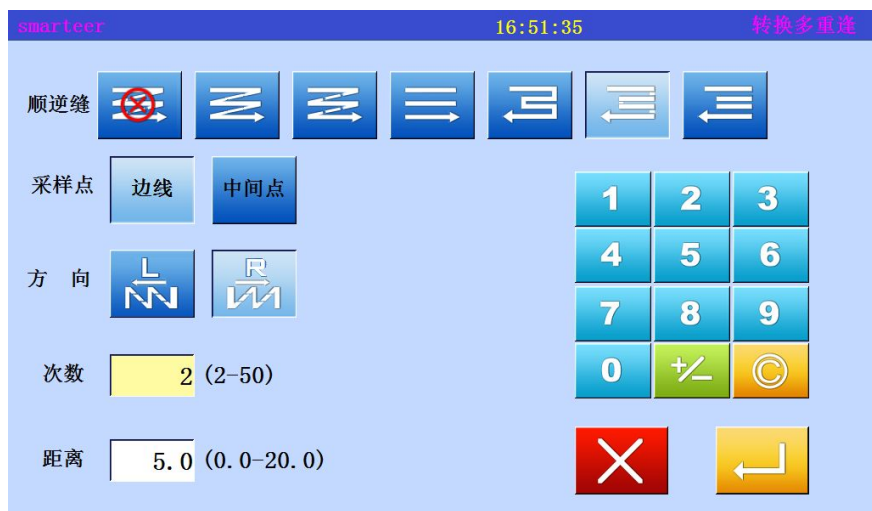 smarteer 16:51:35 转换多重逢
顺逆缝
采样点 边线 中间点
1 2 3
方 向 L R
4 5 6
7 8 9
次数 2 (2-50)
0 +/- ©
距离 5.0 (0.0-20.0)